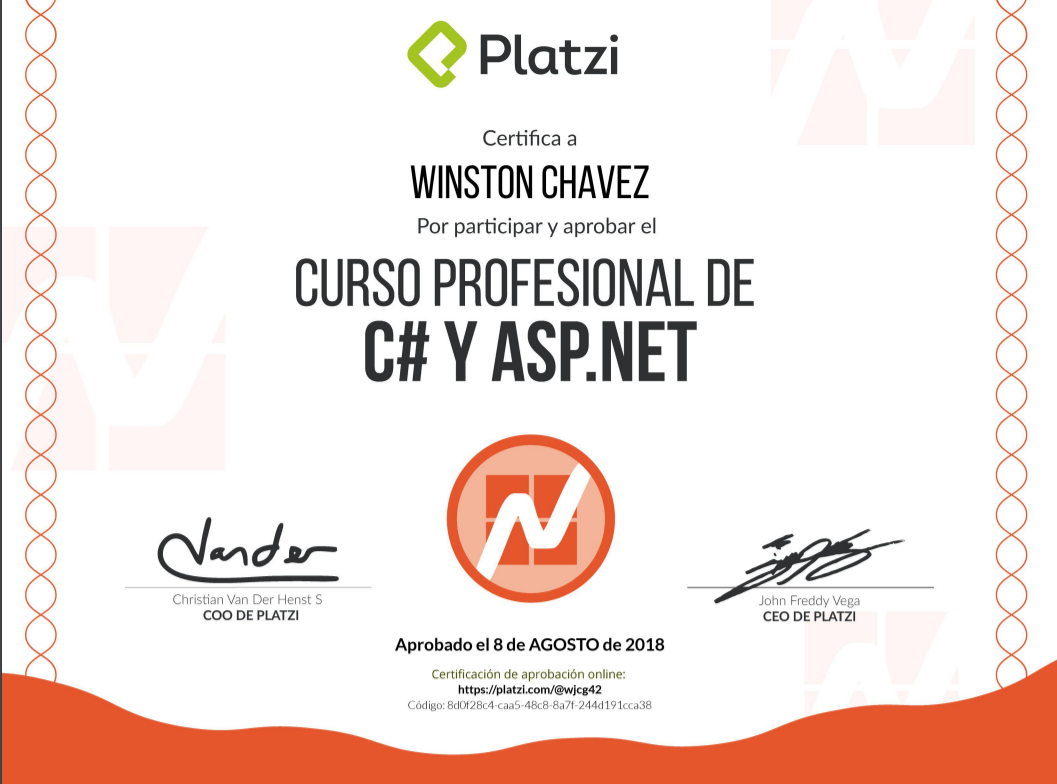 Platzi
Certifica a
WINSTON CHAVEZ
Por participar y aprobar el
CURSO PROFESIONAL DE
C# Y ASP.NET
Vander
Christian Van Der Henst S
COO DE PLATZI
John Freddy Vega
CEO DE PLATZI
Aprobado el 8 de AGOSTO de 2018
Certificación de aprobación online:
https://platzi.com/@wjcg42
Código: 8d0f28c4-caa5-48c8-8a7f-244d191cca38